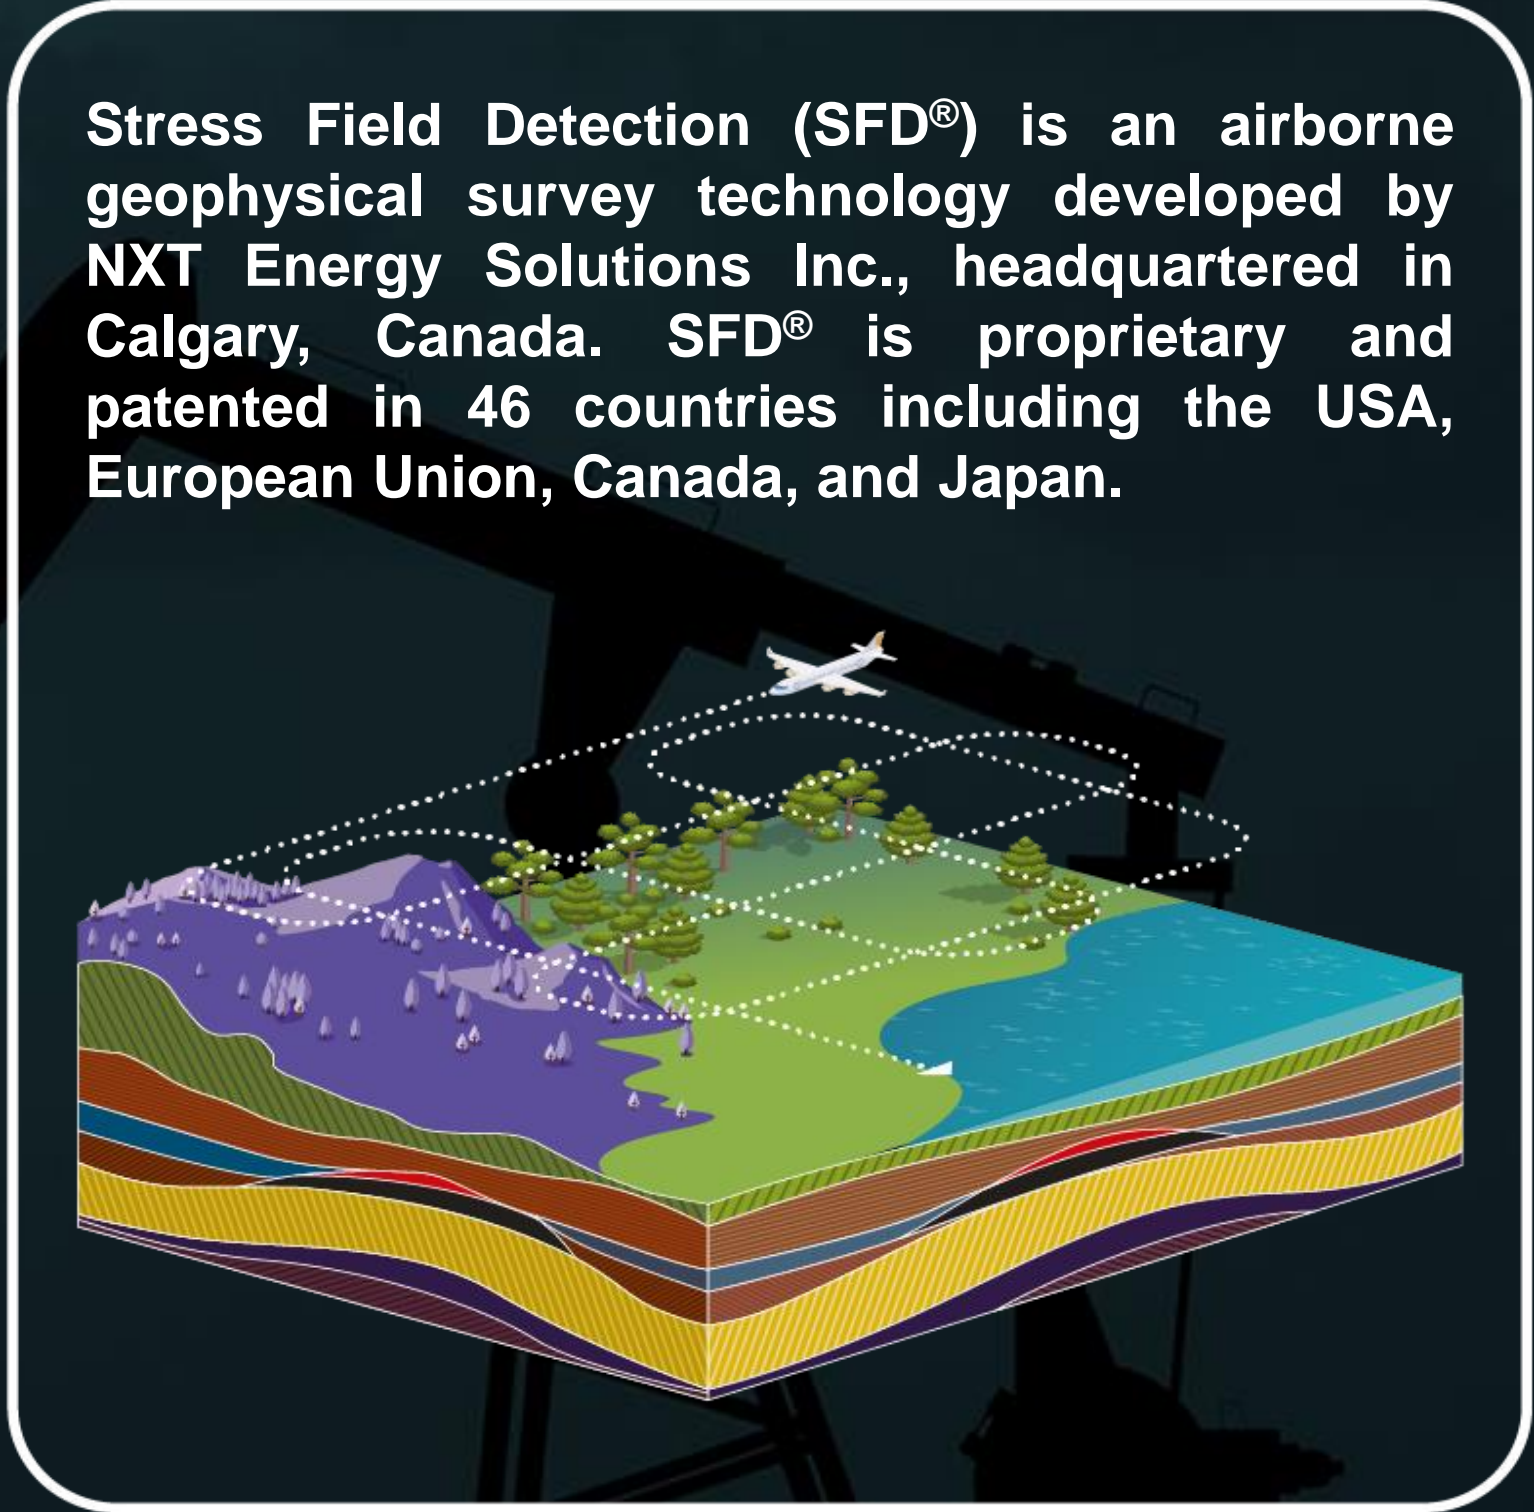 Stress Field Detection (SFD®) is an airborne
geophysical survey technology developed by
NXT Energy Solutions Inc., headquartered in
Calgary, Canada. SFD® is proprietary and
patented in 46 countries including the USA,
European Union, Canada, and Japan.